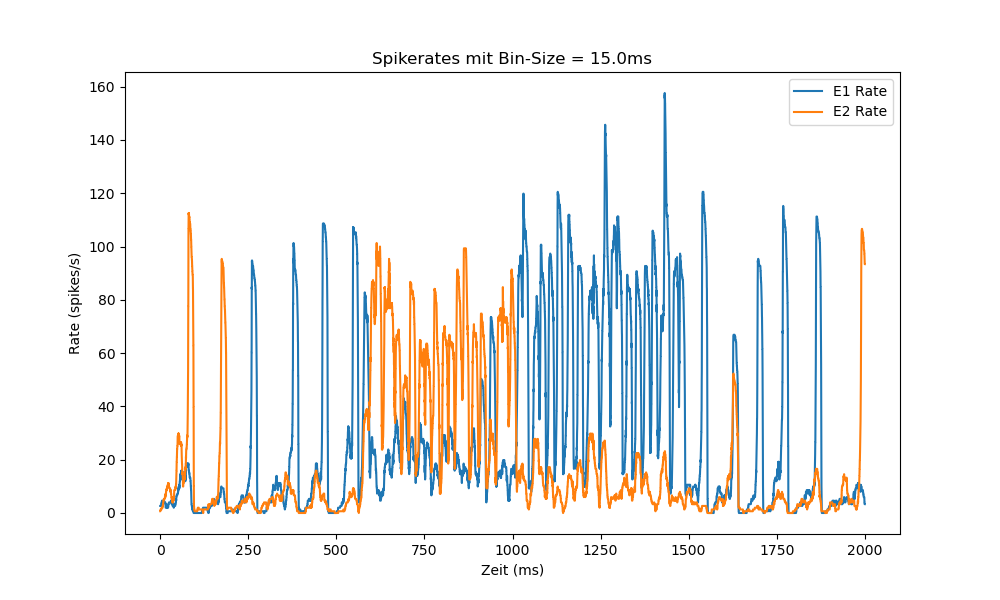 Spikerates mit Bin-Size = 15.0ms
E1 Rate
E2 Rate
160
140
120
100
80
60
40
20
0
Rate (spikes/s)
0 250 500 750 1000 1250 1500 1750 2000
Zeit (ms)